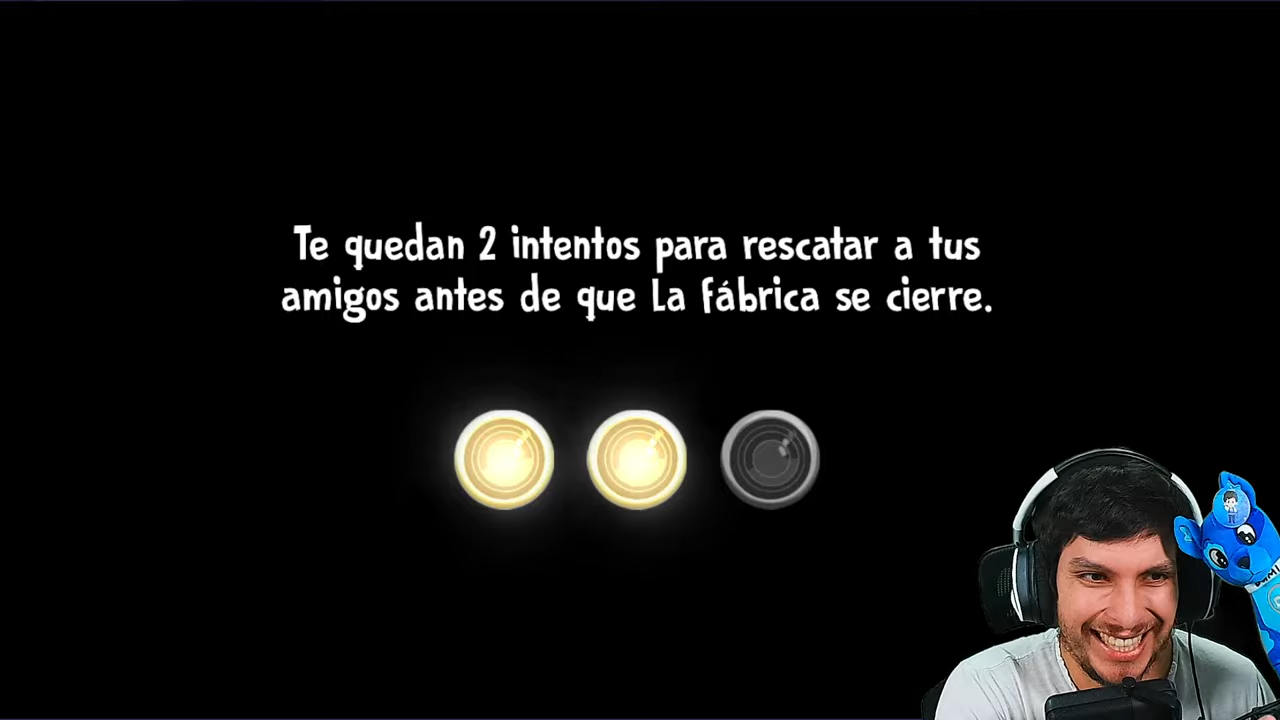 Te quedan 2 intentos para rescatar a tus
amigos antes de que La Fábrica se cierre.